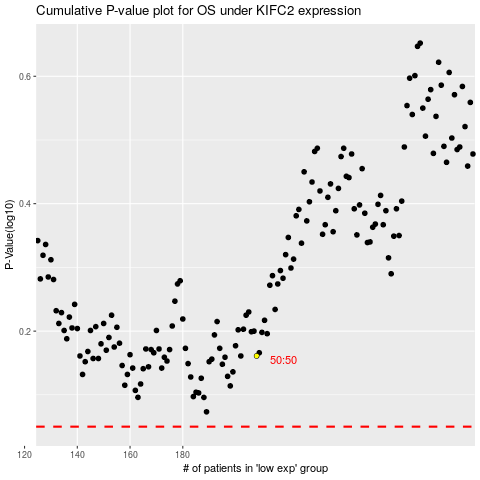 Cumulative P-value plot for OS under KIFC2 expression
P-Value(log10)
0.6
0.4
0.2
50:50
120 140 160 180
# of patients in 'low exp' group